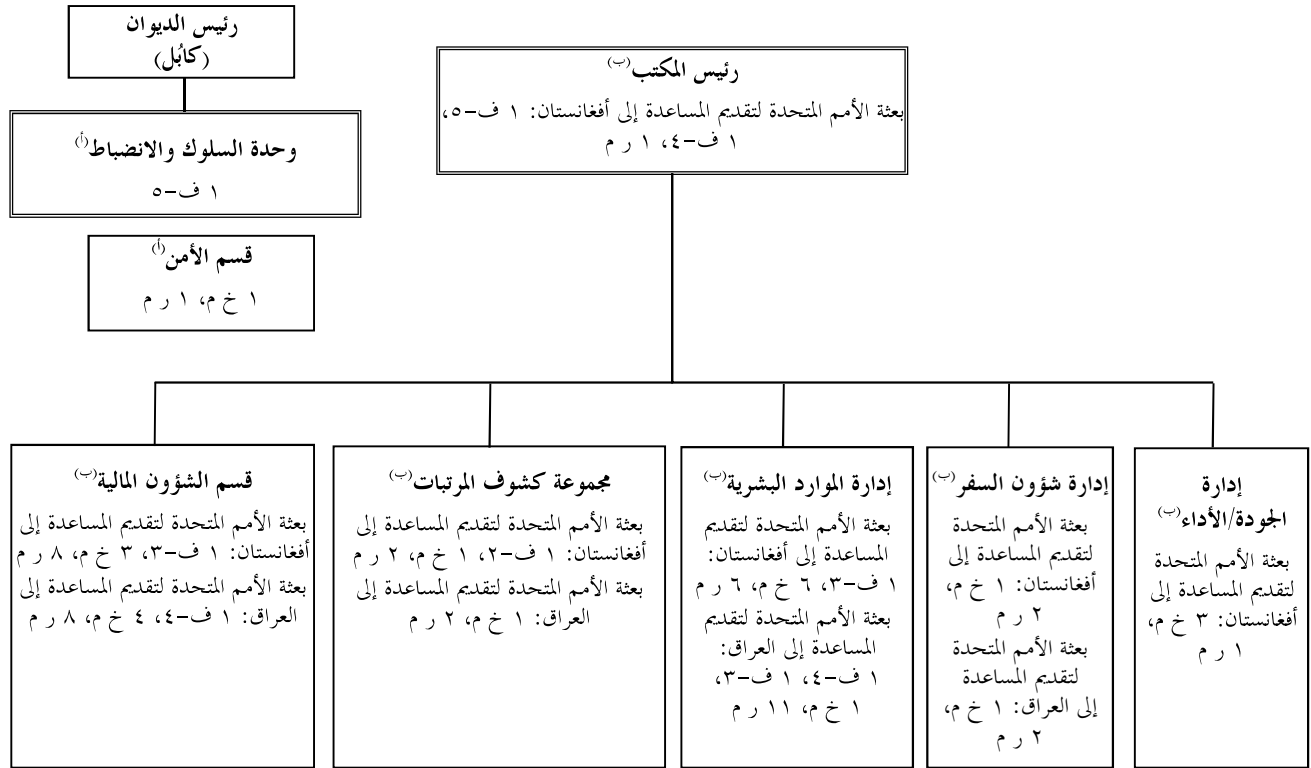 رئيس الديوان
(كابُل)
وحدة السلوك والانضباط(أ)
١ ف-٥
قسم الأمن(أ)
١ خ م، ١ ر م
رئيس المكتب(ب)
بعثة الأمم المتحدة لتقديم المساعدة إلى أفغانستان: ١ ف-٥،
١ ف-٤، ١ ر م
إدارة
الجودة/الأداء(ب)
بعثة الأمم المتحدة
لتقديم المساعدة إلى
أفغانستان: ٣ خ م،
١ ر م
إدارة شؤون السفر(ب)
بعثة الأمم المتحدة
لتقديم المساعدة إلى
أفغانستان: ١ خ م،
٢ ر م
بعثة الأمم المتحدة
لتقديم المساعدة
إلى العراق: ١ خ م،
٢ ر م
إدارة الموارد البشرية(ب)
بعثة الأمم المتحدة لتقديم
المساعدة إلى أفغانستان:
١ ف-٣، ٦ خ م، ٦ ر م
بعثة الأمم المتحدة لتقديم
المساعدة إلى العراق:
١ ف-٤، ١ ف-٣،
١ خ م، ١١ ر م
مجموعة كشوف المرتبات(ب)
بعثة الأمم المتحدة لتقديم المساعدة إلى
أفغانستان: ١ ف-٢، ١ خ م، ٢ ر م
بعثة الأمم المتحدة لتقديم المساعدة إلى
العراق: ١ خ م، ٢ ر م
قسم الشؤون المالية(ب)
بعثة الأمم المتحدة لتقديم المساعدة إلى
أفغانستان: ١ ف-٣، ٣ خ م، ٨ ر م
بعثة الأمم المتحدة لتقديم المساعدة إلى
العراق: ١ ف-٤، ٤ خ م، ٨ ر م